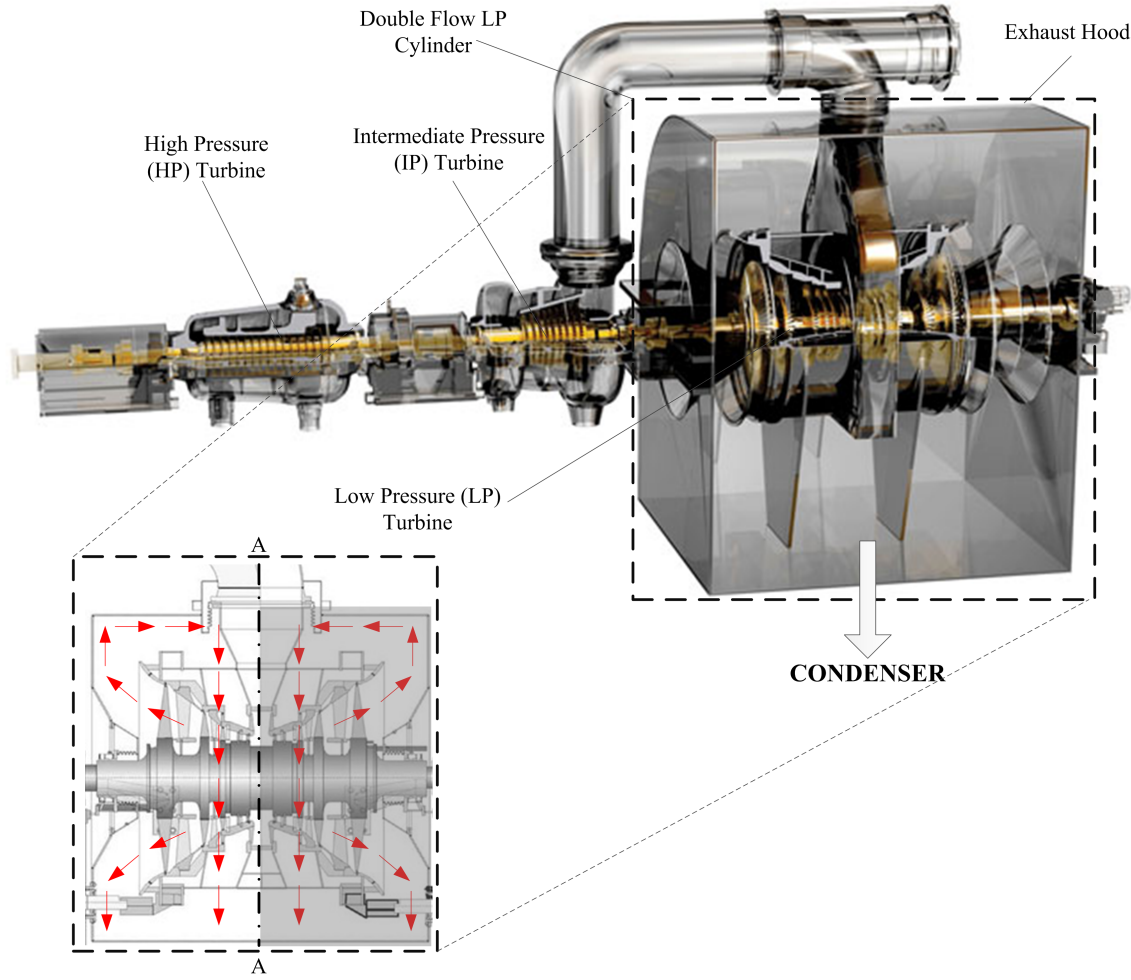 Double Flow LP
Cylinder
Exhaust Hood
High Pressure
(HP) Turbine
Intermediate Pressure
(IP) Turbine
Low Pressure (LP)
Turbine
A
CONDENSER
A